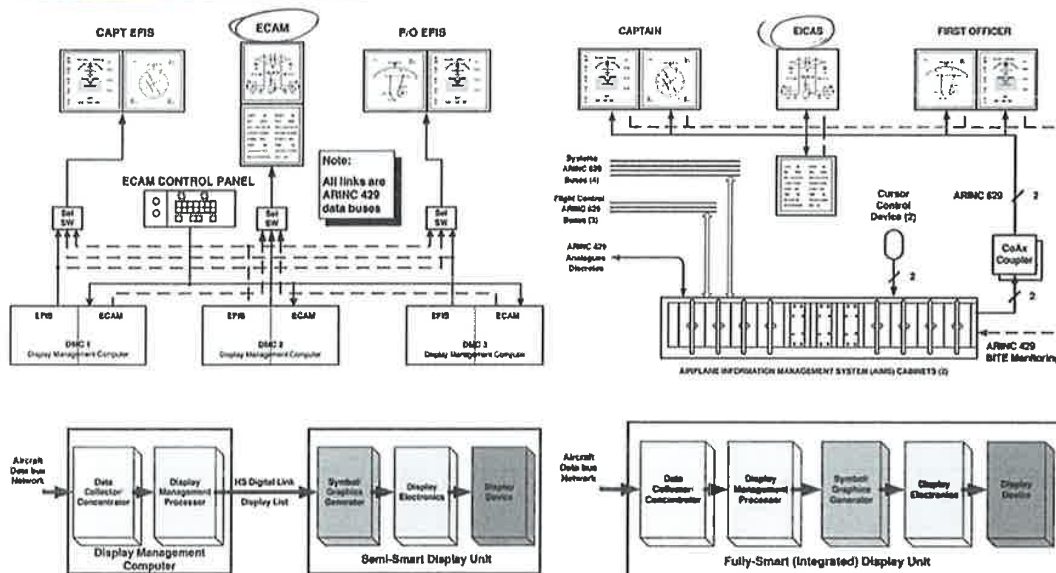 CAPT EFIS
ECAM
F/O EFIS
ECAM CONTROL PANEL
Note:
All links are
ARINC 429
data buses
Sel
SW
Sel
SW
Sel
SW
EFIS
ECAM
DMC 1
Display Management Computer
EFIS
ECAM
DMC 2
Display Management Computer
EFIS
ECAM
DMC 3
Display Management Computer
CAPTAIN
EICAS
FIRST OFFICER
Systems
ARINC 629
Buses (4)
Flight Control
ARINC 629
Buses (3)
ARINC 429
Analogues
Discretes
Cursor
Control
Device (2)
2
ARINC 629
2
CoAx
Coupler
2
ARINC 429
BITE Monitoring
AIRPLANE INFORMATION MANAGEMENT SYSTEM (AIMS) CABINETS (2)
Aircraft
Data bus
Network
Data
Collector
Concentrator
Display
Management
Processor
Display Management
Computer
HS Digital Link
Display List
Symbol
Graphics
Generator
Display
Electronics
Display
Device
Semi-Smart Display Unit
Aircraft
Data bus
Network
Data
Collector
Concentrator
Display
Management
Processor
Symbol
Graphics
Generator
Display
Electronics
Display
Device
Fully-Smart (Integrated) Display Unit